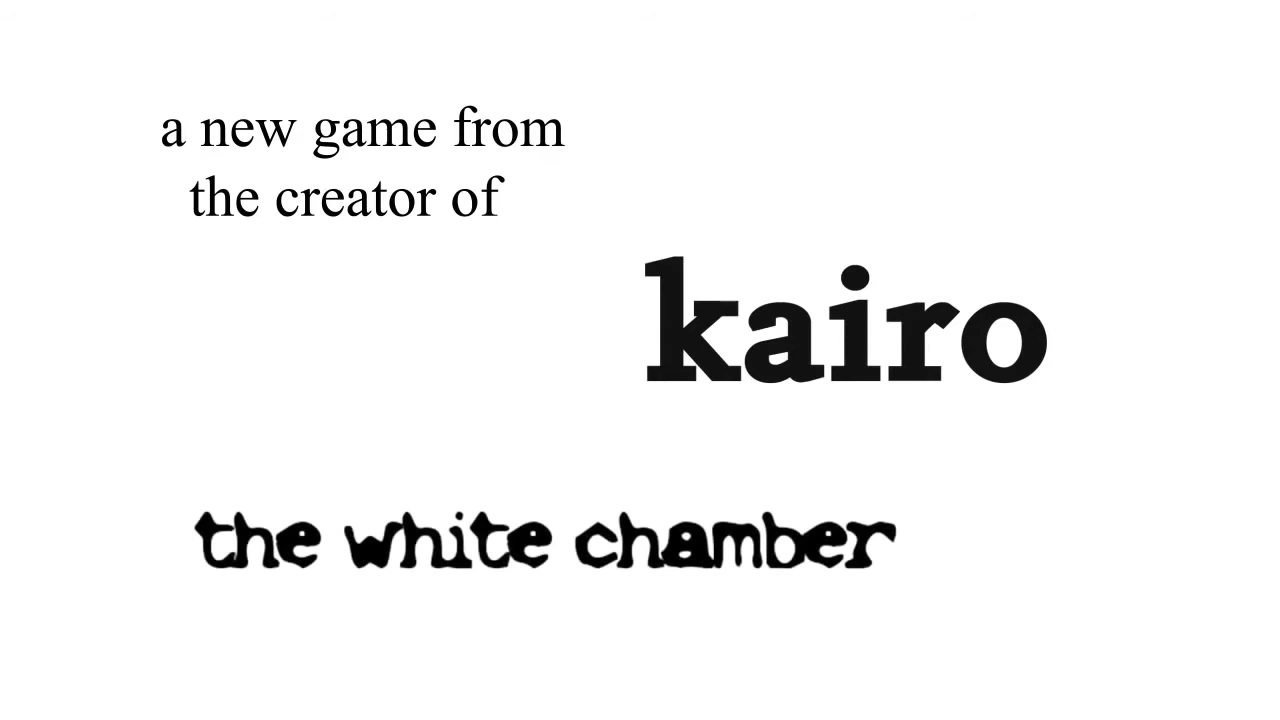 a new game from
the creator of
kairo
the white chamber